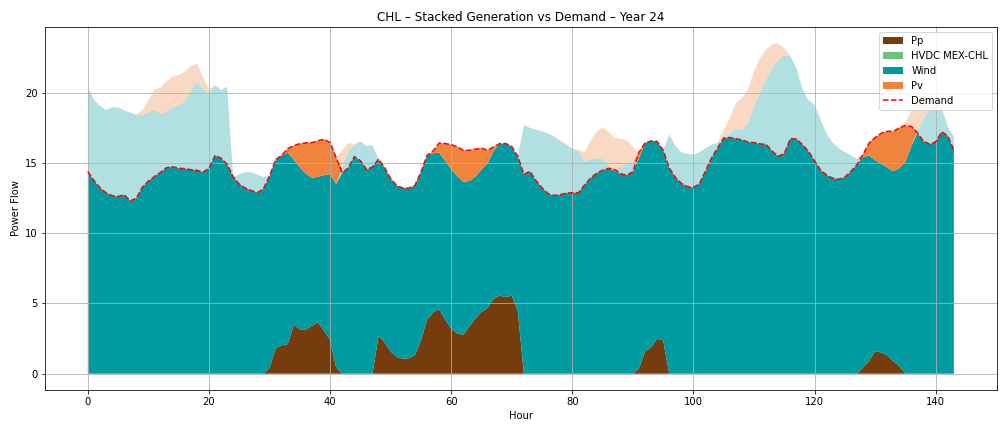 CHL – Stacked Generation vs Demand – Year 24
Pp
HVDC MEX-CHL
Wind
Pv
Demand
Power Flow
20
15
10
5
0
0 20 40 60 80 100 120 140
Hour